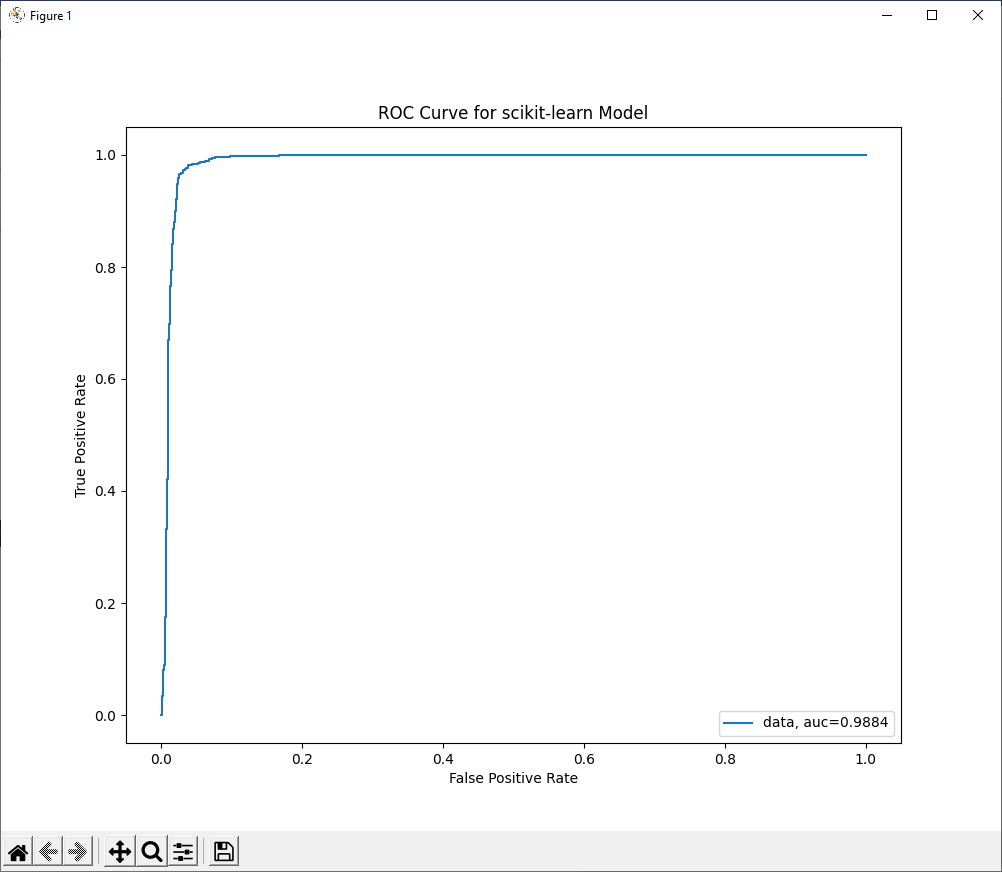 Figure 1
ROC Curve for scikit-learn Model
1.0
0.8
0.6
0.4
0.2
0.0
True Positive Rate
data, auc=0.9884
0.0 0.2 0.4 0.6 0.8 1.0
False Positive Rate